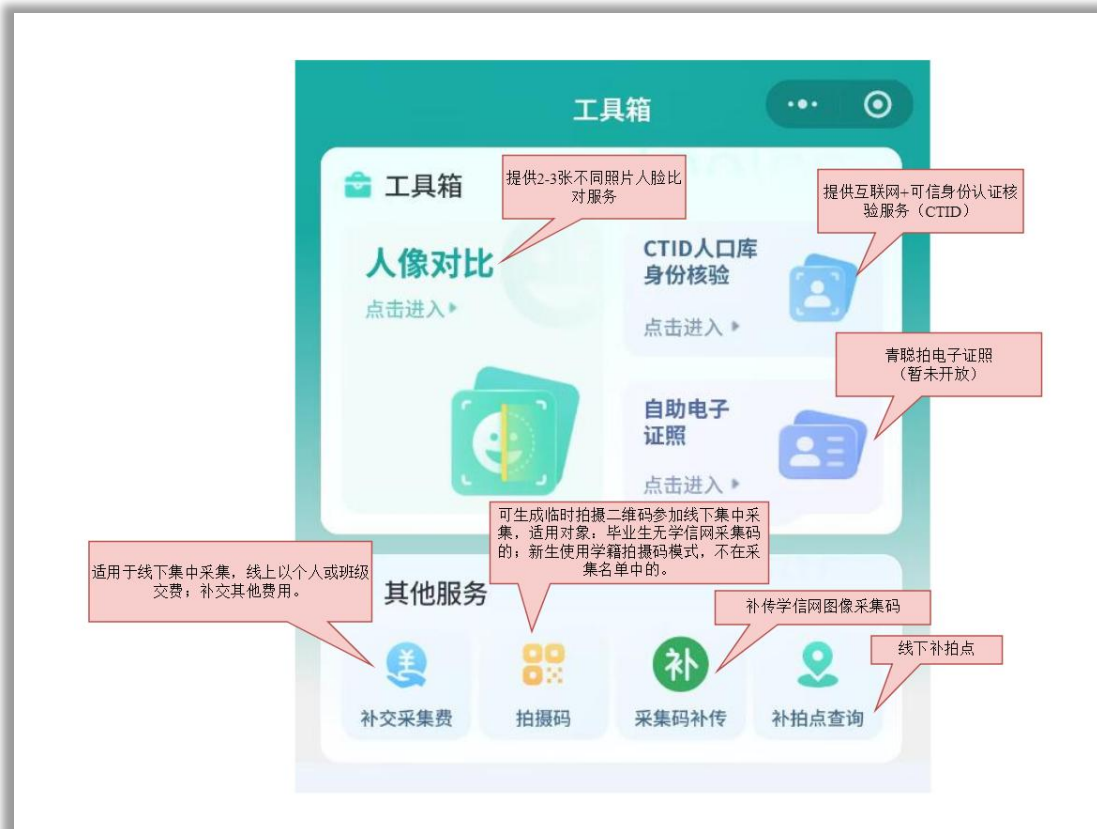 工具箱
工具箱
提供2-3张不同照片人脸比
对服务
提供互联网+可信身份认证核
验服务（CTID）
人像对比
点击进入
CTID人口库
身份核验
点击进入
青聪拍电子证照
（暂未开放）
自助电子
证照
点击进入
可生成临时拍摄二维码参加线下集中采
集，适用对象：毕业生无学信网采集码
的；新生使用学籍拍摄码模式，不在采
集名单中的。
适用于线下集中采集，线上以个人或班级
交费；补交其他费用。
其他服务
补传学信网图像采集码
线下补拍点
补
补交采集费
拍摄码
采集码补传
补拍点查询